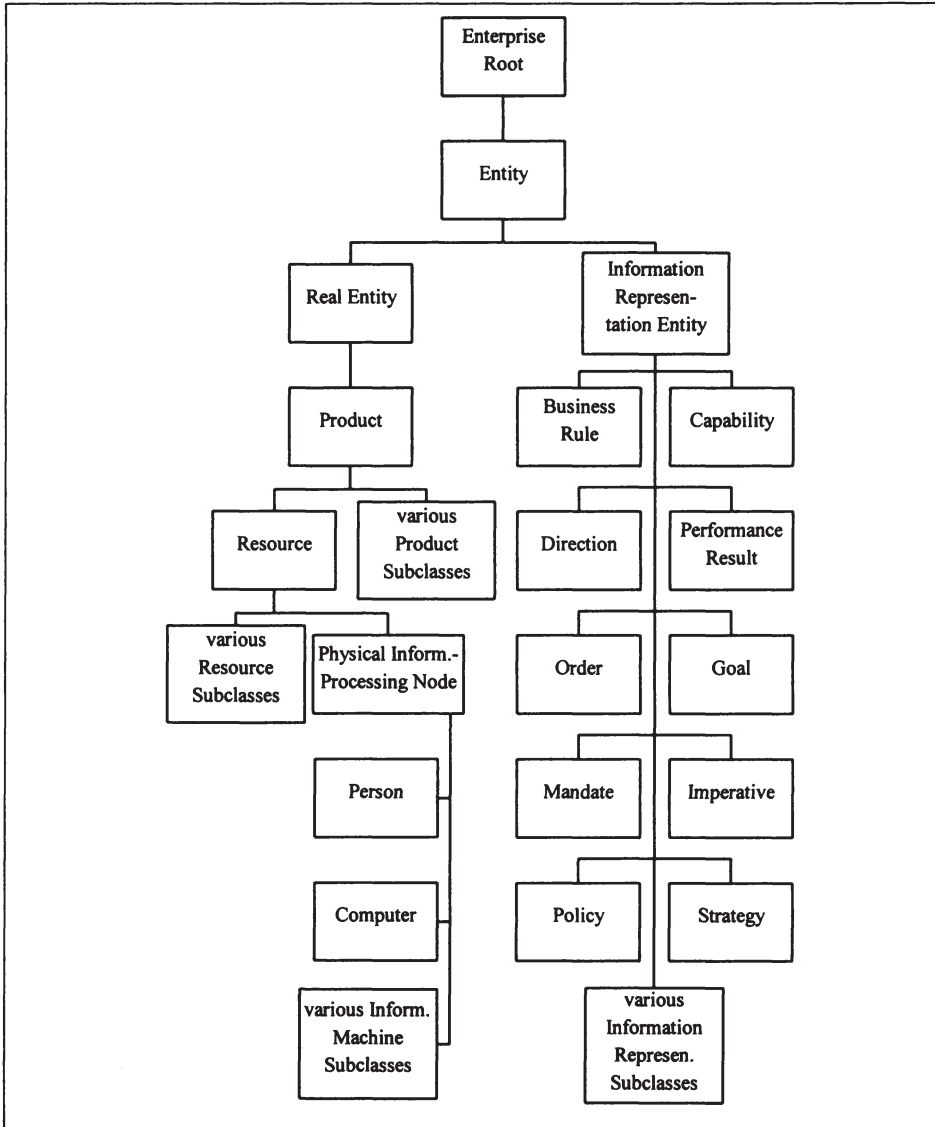 Enterprise
Root
Entity
Real Entity
Information
Represen-
tation Entity
Product
Business
Rule
Capability
Resource
various
Product
Subclasses
Direction
Performance
Result
various
Resource
Subclasses
Physical Inform.-
Processing Node
Order
Goal
Person
Mandate
Imperative
Computer
Policy
Strategy
various Inform.
Machine
Subclasses
various
Information
Represen.
Subclasses